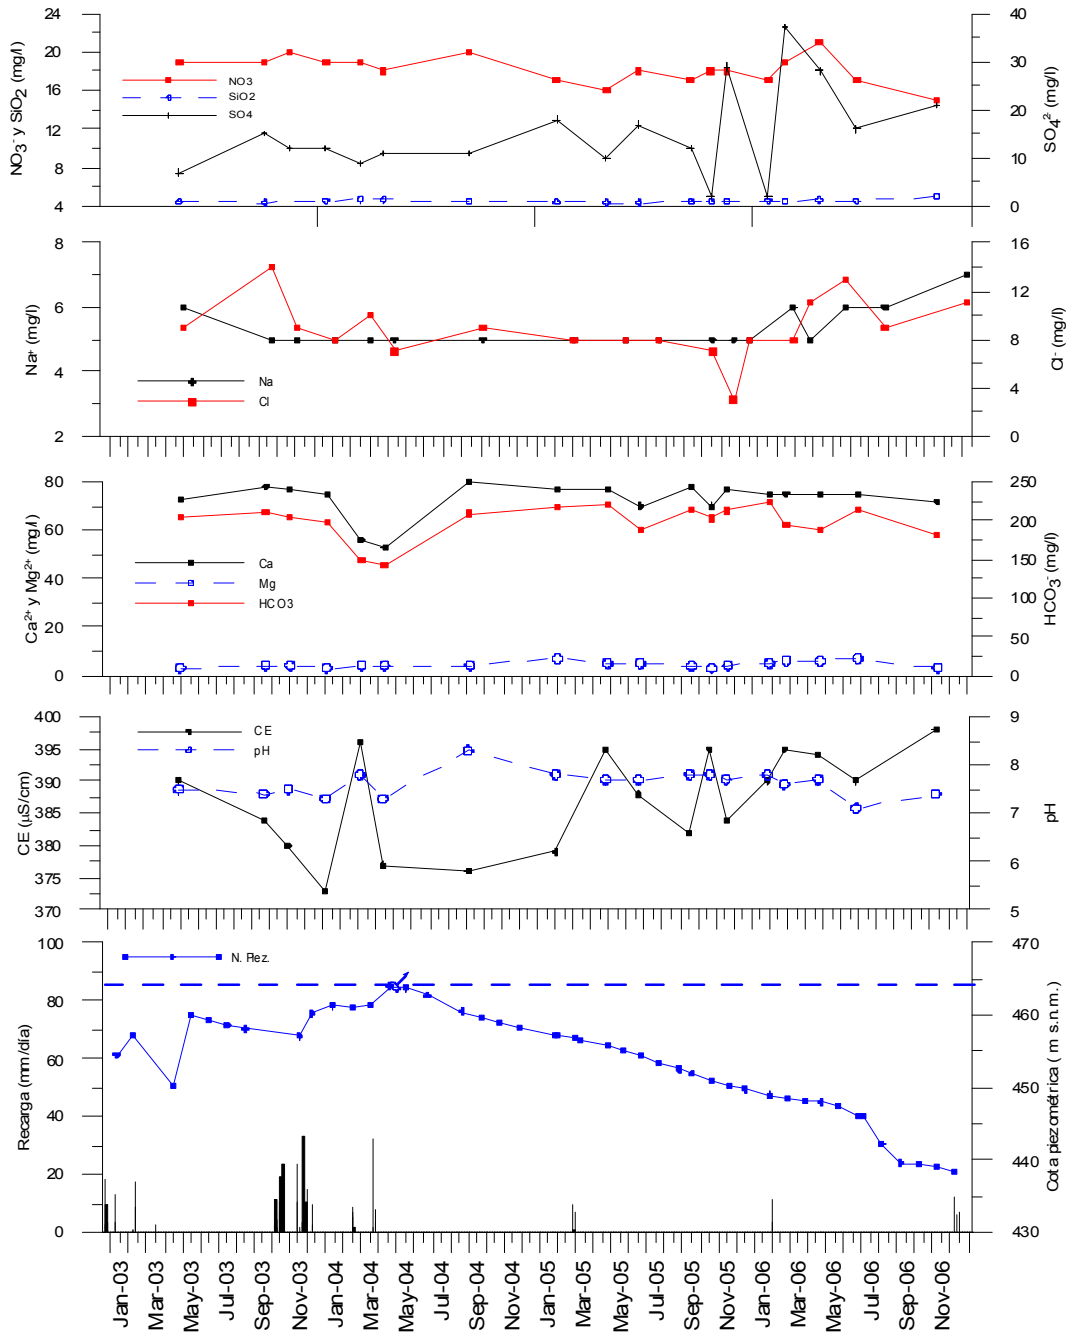 NO₃⁻ y SiO₂ (mg/l)
24
20
16
12
8
4
NO3
SiO2
SO4
40
30
20
10
0
SO₄² (mg/l)
Na⁺ (mg/l)
8
6
4
2
Na
Cl
16
12
8
4
0
Cl⁻ (mg/l)
Ca²⁺ y Mg²⁺ (mg/l)
80
60
40
20
0
Ca
Mg
HCO3
250
200
150
100
50
0
HCO₃⁻ (mg/l)
CE (µS/cm)
400
395
390
385
380
375
370
CE
pH
9
8
7
6
5
pH
Recarga (mm/día)
100
80
60
40
20
0
N. Piez.
470
460
450
440
430
Cota piezométrica ( m s.n.m.)
Jan-03
Mar-03
May-03
Jul-03
Sep-03
Nov-03
Jan-04
Mar-04
May-04
Jul-04
Sep-04
Nov-04
Jan-05
Mar-05
May-05
Jul-05
Sep-05
Nov-05
Jan-06
Mar-06
May-06
Jul-06
Sep-06
Nov-06